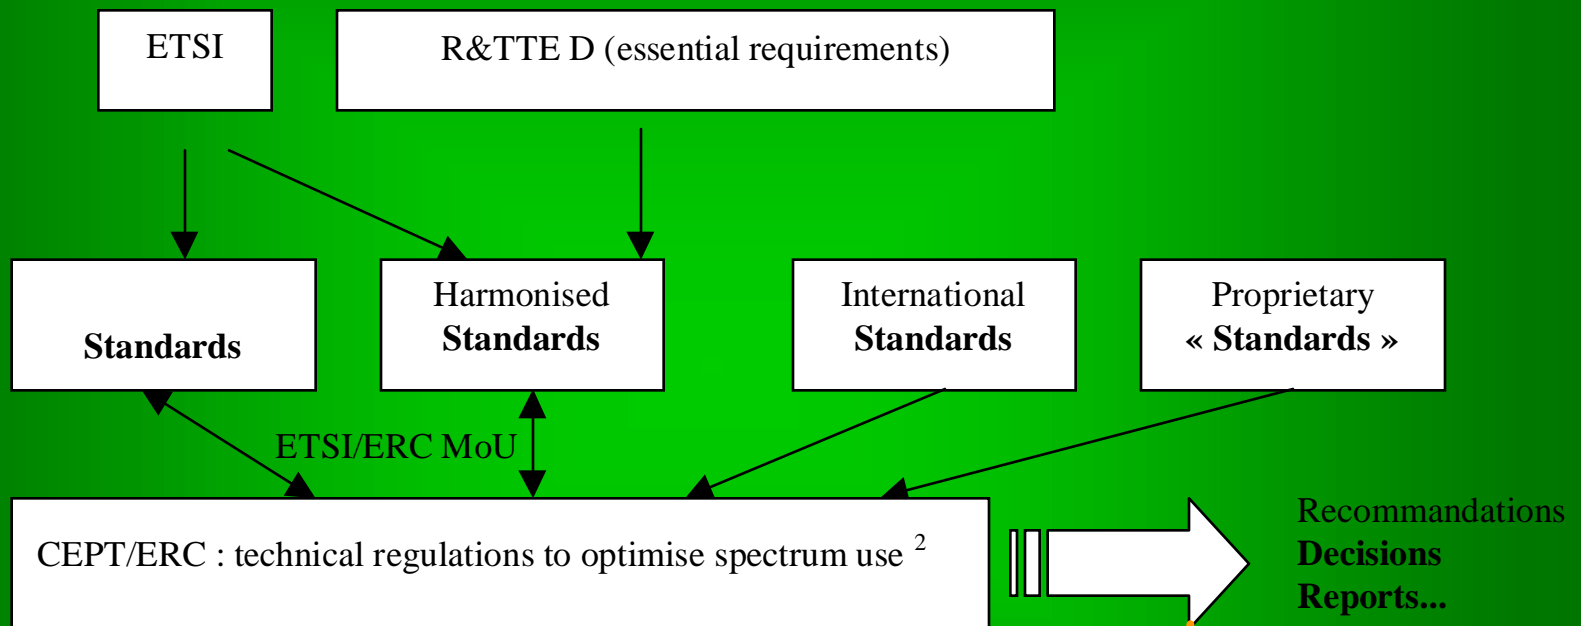 ETSI
R&TTE D (essential requirements)
Standards
Harmonised
Standards
International
Standards
Proprietary
« Standards »
ETSI/ERC MoU
CEPT/ERC : technical regulations to optimise spectrum use ²
Recommandations
Decisions
Reports...